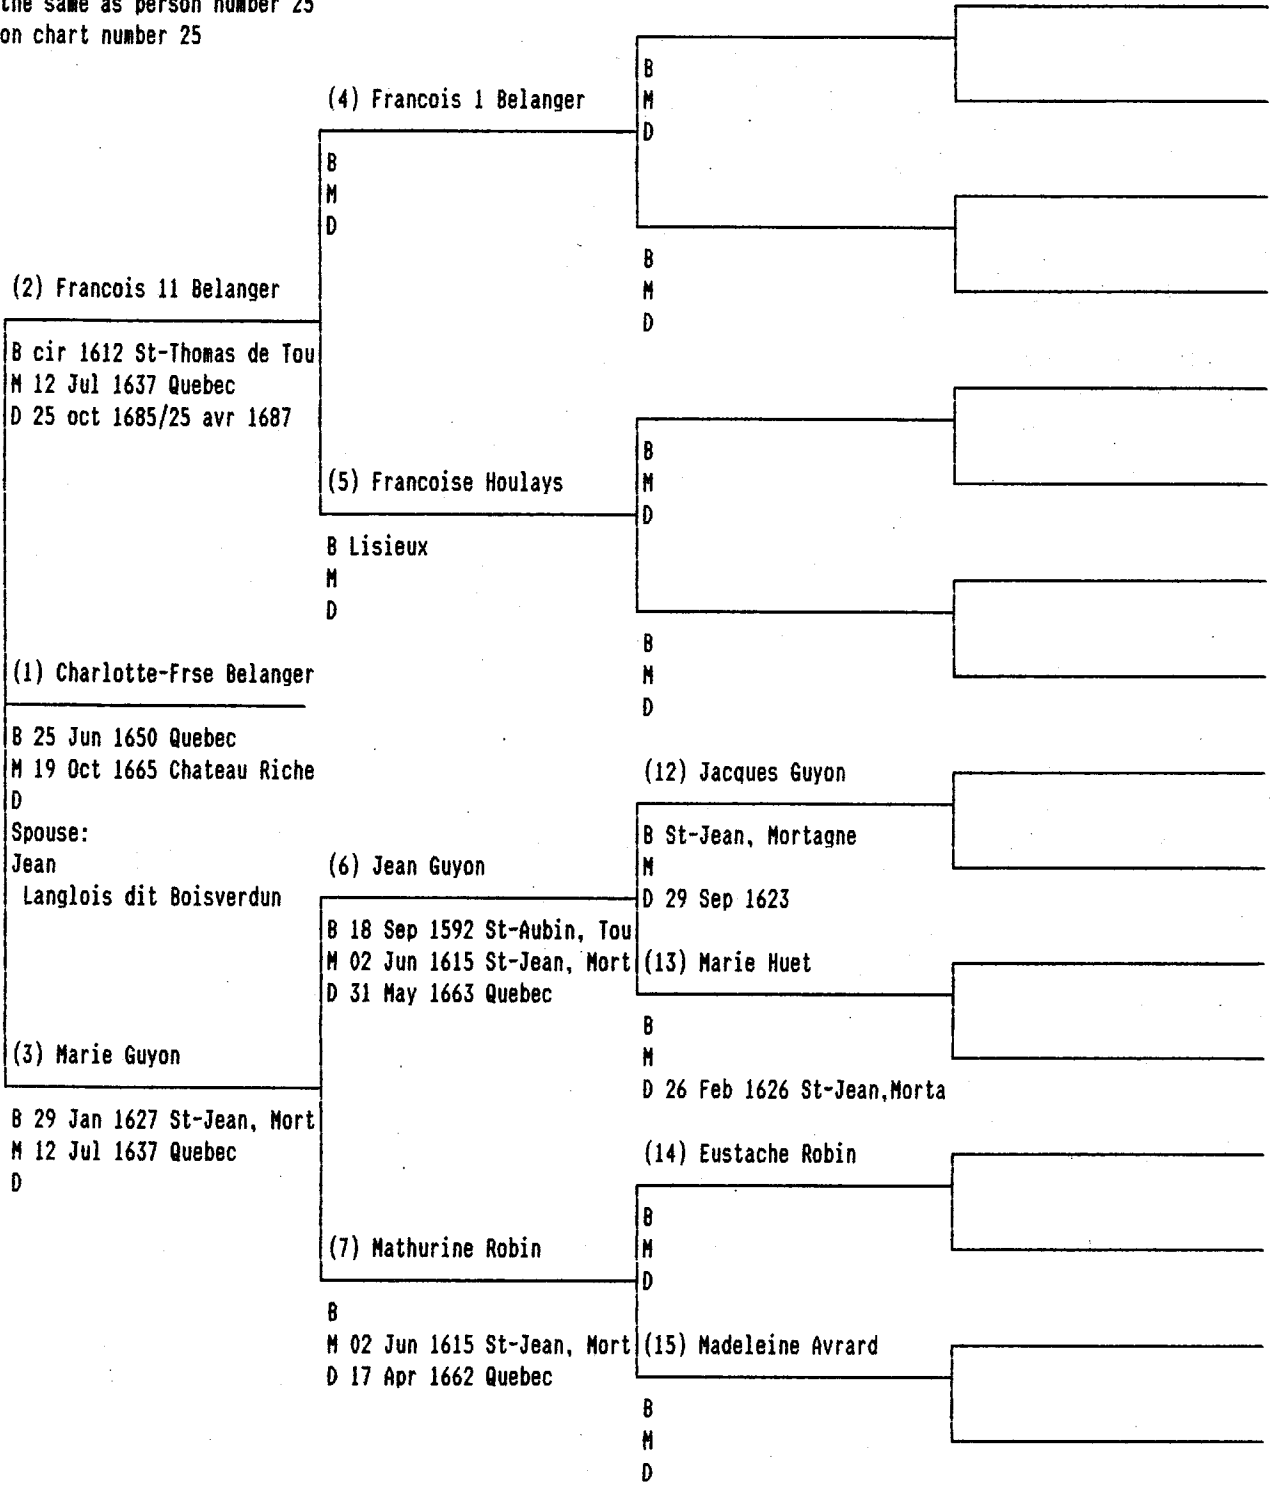 the same as person number 25
on chart number 25
B
M
D
(4) Francois 1 Belanger
B
M
D
B
M
D
(2) Francois 11 Belanger
B cir 1612 St-Thomas de Tou
M 12 Jul 1637 Quebec
D 25 oct 1685/25 avr 1687
B
M
D
(5) Francoise Houlays
B Lisieux
M
D
B
M
D
(1) Charlotte-Frse Belanger
B 25 Jun 1650 Quebec
M 19 Oct 1665 Chateau Riche
D
Spouse:
Jean
Langlois dit Boisverdun
(12) Jacques Guyon
B St-Jean, Mortagne
M
D 29 Sep 1623
(6) Jean Guyon
B 18 Sep 1592 St-Aubin, Tou
M 02 Jun 1615 St-Jean, Mort
D 31 May 1663 Quebec
(13) Marie Huet
B
M
D 26 Feb 1626 St-Jean,Morta
(3) Marie Guyon
B 29 Jan 1627 St-Jean, Mort
M 12 Jul 1637 Quebec
D
(14) Eustache Robin
B
M
D
(7) Mathurine Robin
B
M 02 Jun 1615 St-Jean, Mort
D 17 Apr 1662 Quebec
(15) Madeleine Avrard
B
M
D